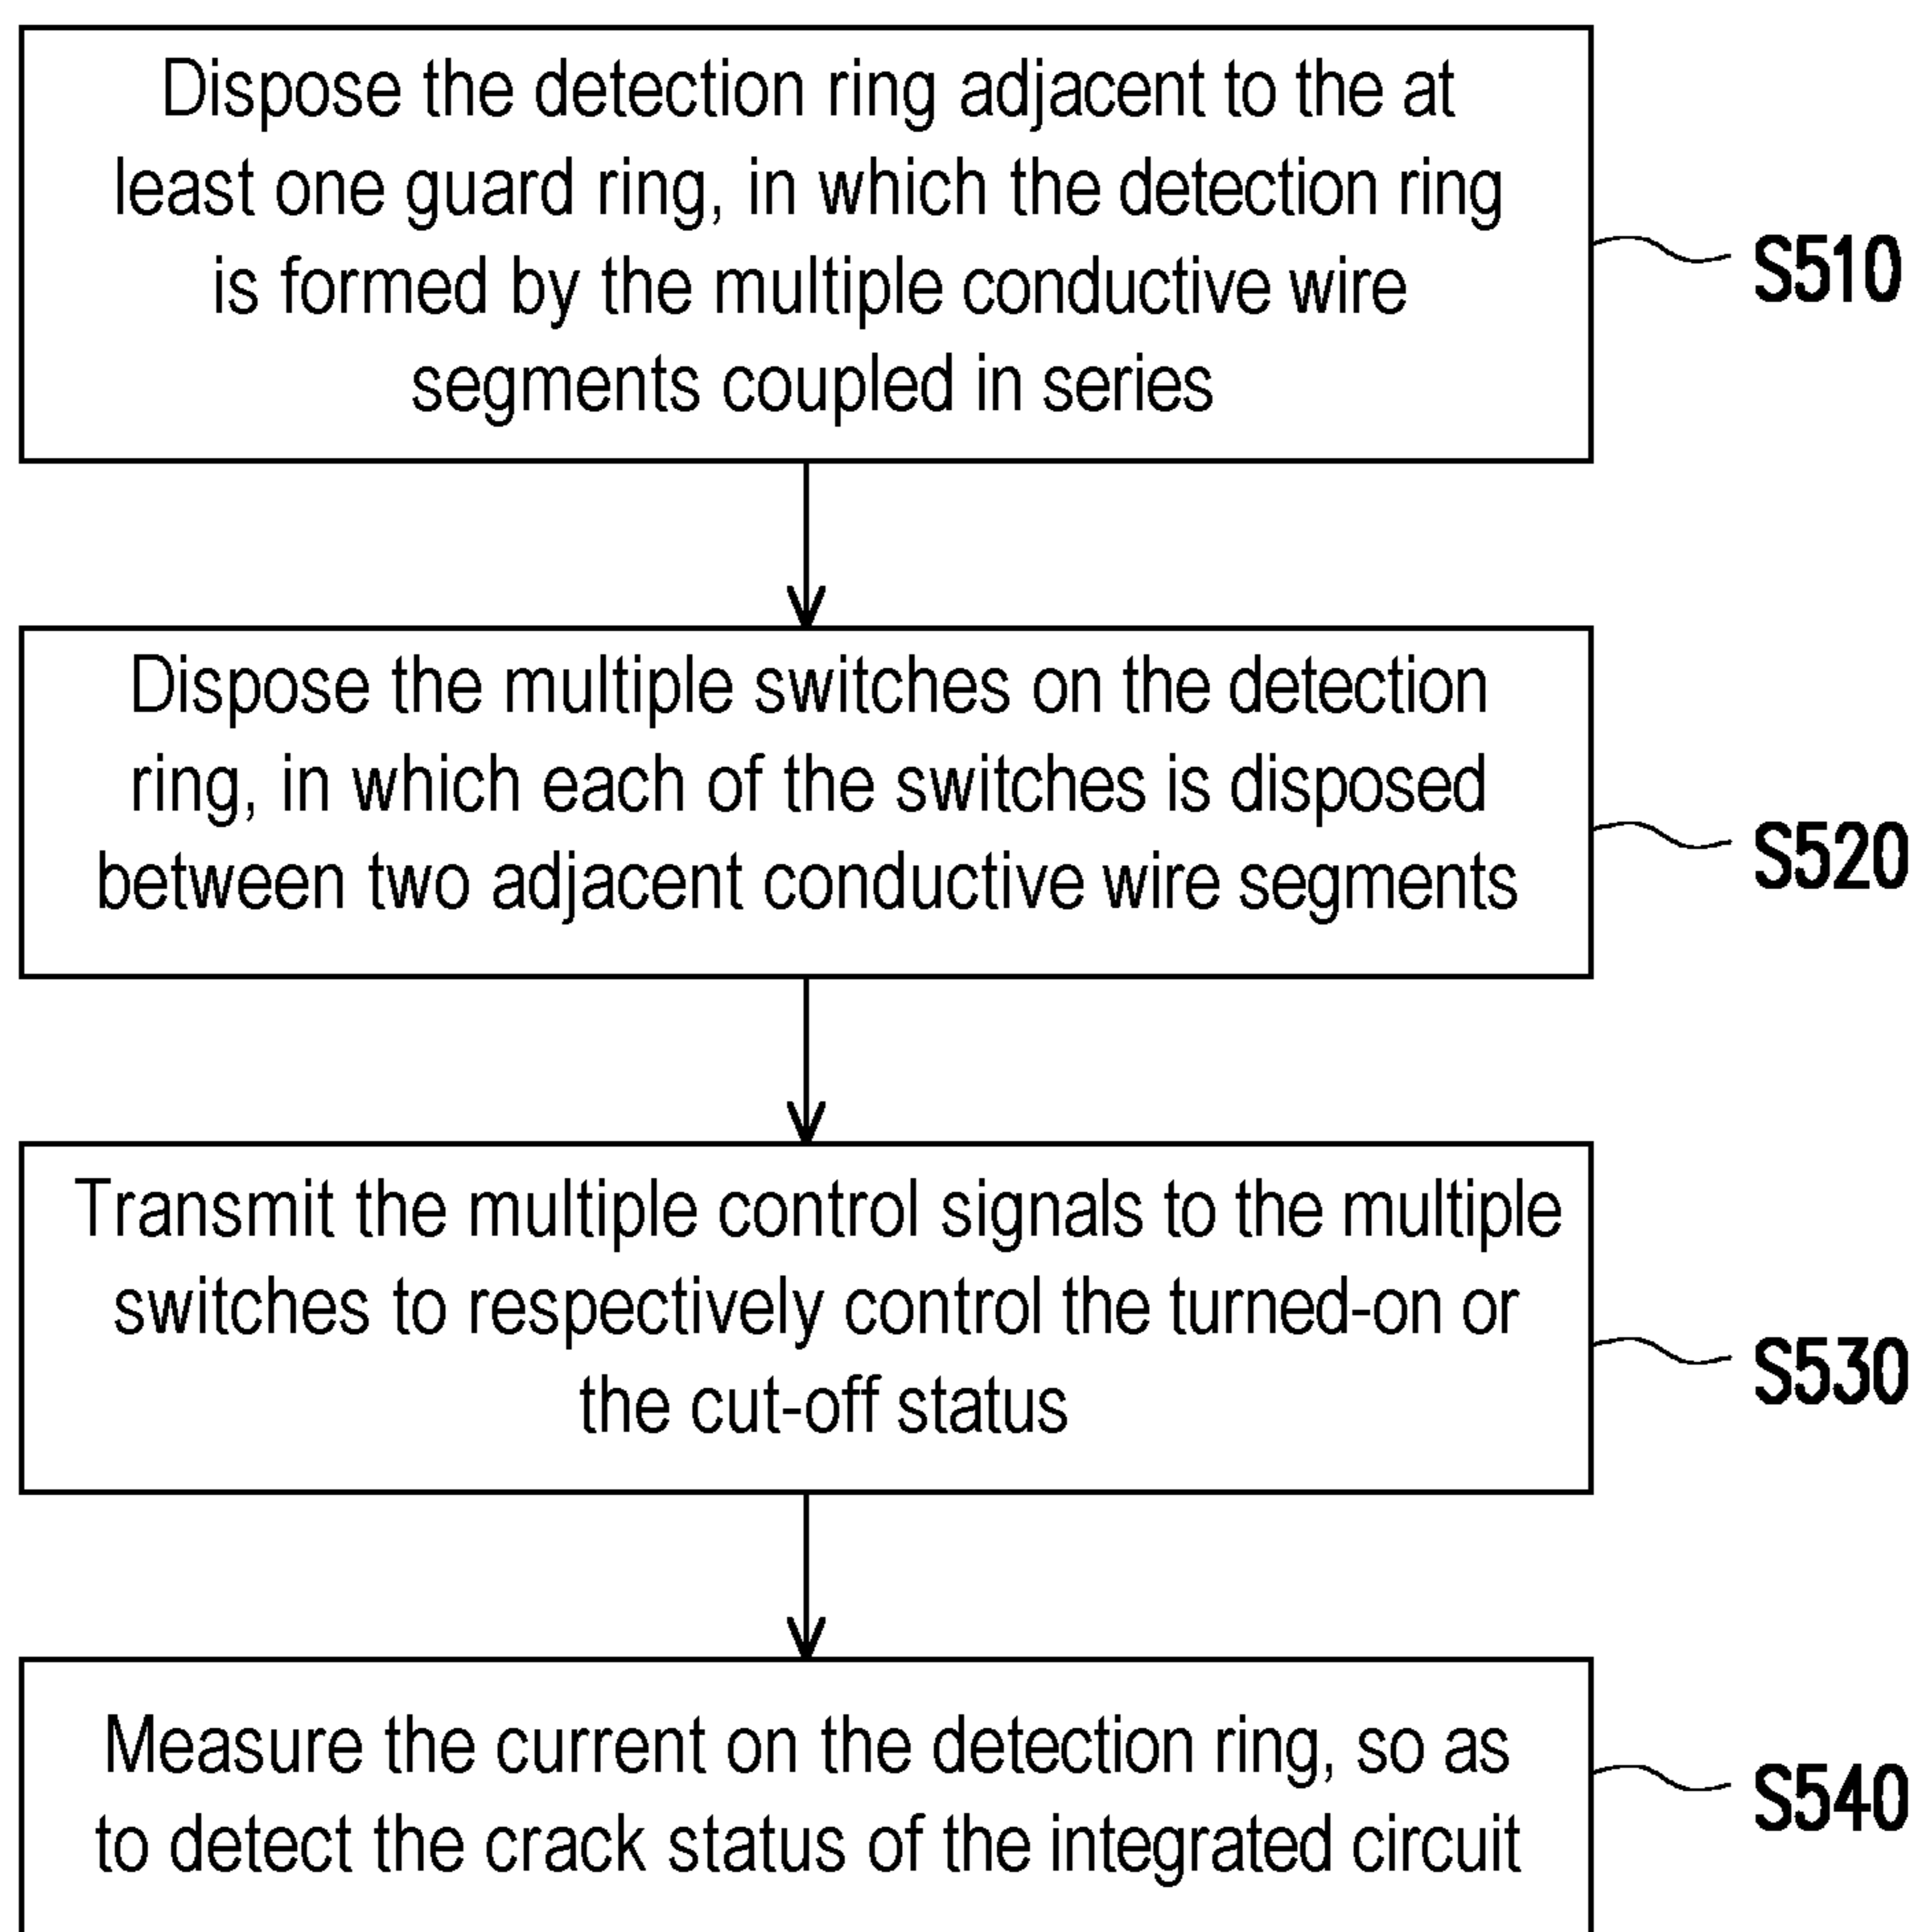 Dispose the detection ring adjacent to the at
least one guard ring, in which the detection ring
is formed by the multiple conductive wire
segments coupled in series
S510
Dispose the multiple switches on the detection
ring, in which each of the switches is disposed
between two adjacent conductive wire segments
S520
Transmit the multiple control signals to the multiple
switches to respectively control the turned-on or
the cut-off status
S530
Measure the current on the detection ring, so as
to detect the crack status of the integrated circuit
S540